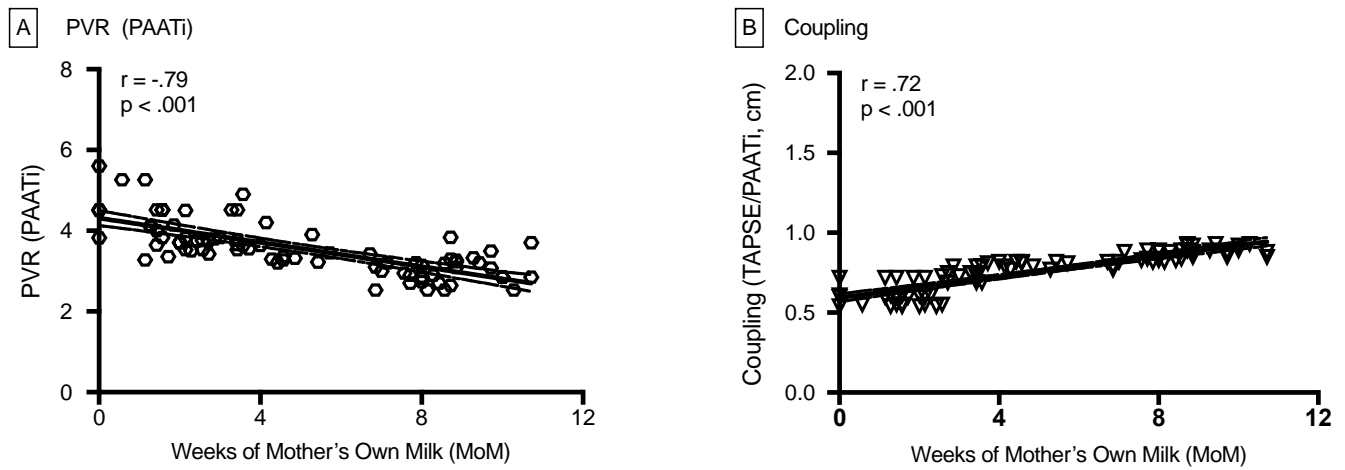 A PVR (PAATi)
r = -.79
p < .001
PVR (PAATi)
8
6
4
2
0
0 4 8 12
Weeks of Mother's Own Milk (MoM)
B Coupling
r = .72
p < .001
Coupling (TAPSE/PAATi, cm)
2.0
1.5
1.0
0.5
0.0
0 4 8 12
Weeks of Mother's Own Milk (MoM)